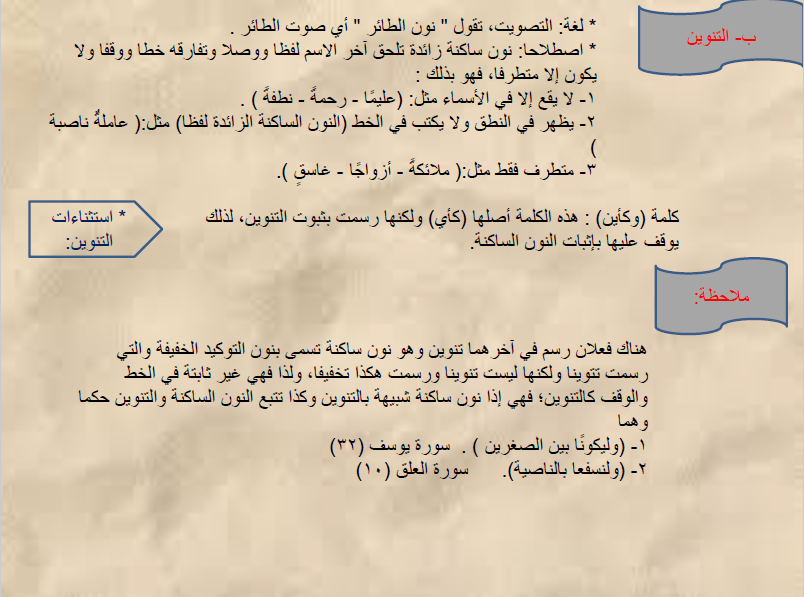 ب- التنوين
* لغة: التصويت، تقول " نون الطائر " أي صوت الطائر .
* اصطلاحا: نون ساكنة زائدة تلحق آخر الاسم لفظا ووصلا وتفارقه خطا ووقفا ولا
يكون إلا متطرفا، فهو بذلك :
١- لا يقع إلا في الأسماء مثل: (عليمًا - رحمةً - نطفةً ) .
٢- يظهر في النطق ولا يكتب في الخط (النون الساكنة الزائدة لفظا) مثل:( عاملةٌ ناصبة
)
٣- متطرف فقط مثل:( ملائكةً - أزواجًا - غاسقٍ ).
* استثناءات
التنوين:
كلمة (وكأين) : هذه الكلمة أصلها (كأي) ولكنها رسمت بثبوت التنوين، لذلك
يوقف عليها بإثبات النون الساكنة.
ملاحظة:
هناك فعلان رسم في آخرهما تنوين وهو نون ساكنة تسمى بنون التوكيد الخفيفة والتي
رسمت تتوينا ولكنها ليست تنوينا ورسمت هكذا تخفيفا، ولذا فهي غير ثابتة في الخط
والوقف كالتنوين؛ فهي إذا نون ساكنة شبيهة بالتنوين وكذا تتبع النون الساكنة والتنوين حكما
وهما
١- (وليكونًا بين الصغرين ) . سورة يوسف (٣٢)
٢- (ولنسفعا بالناصية). سورة العلق (١٠)